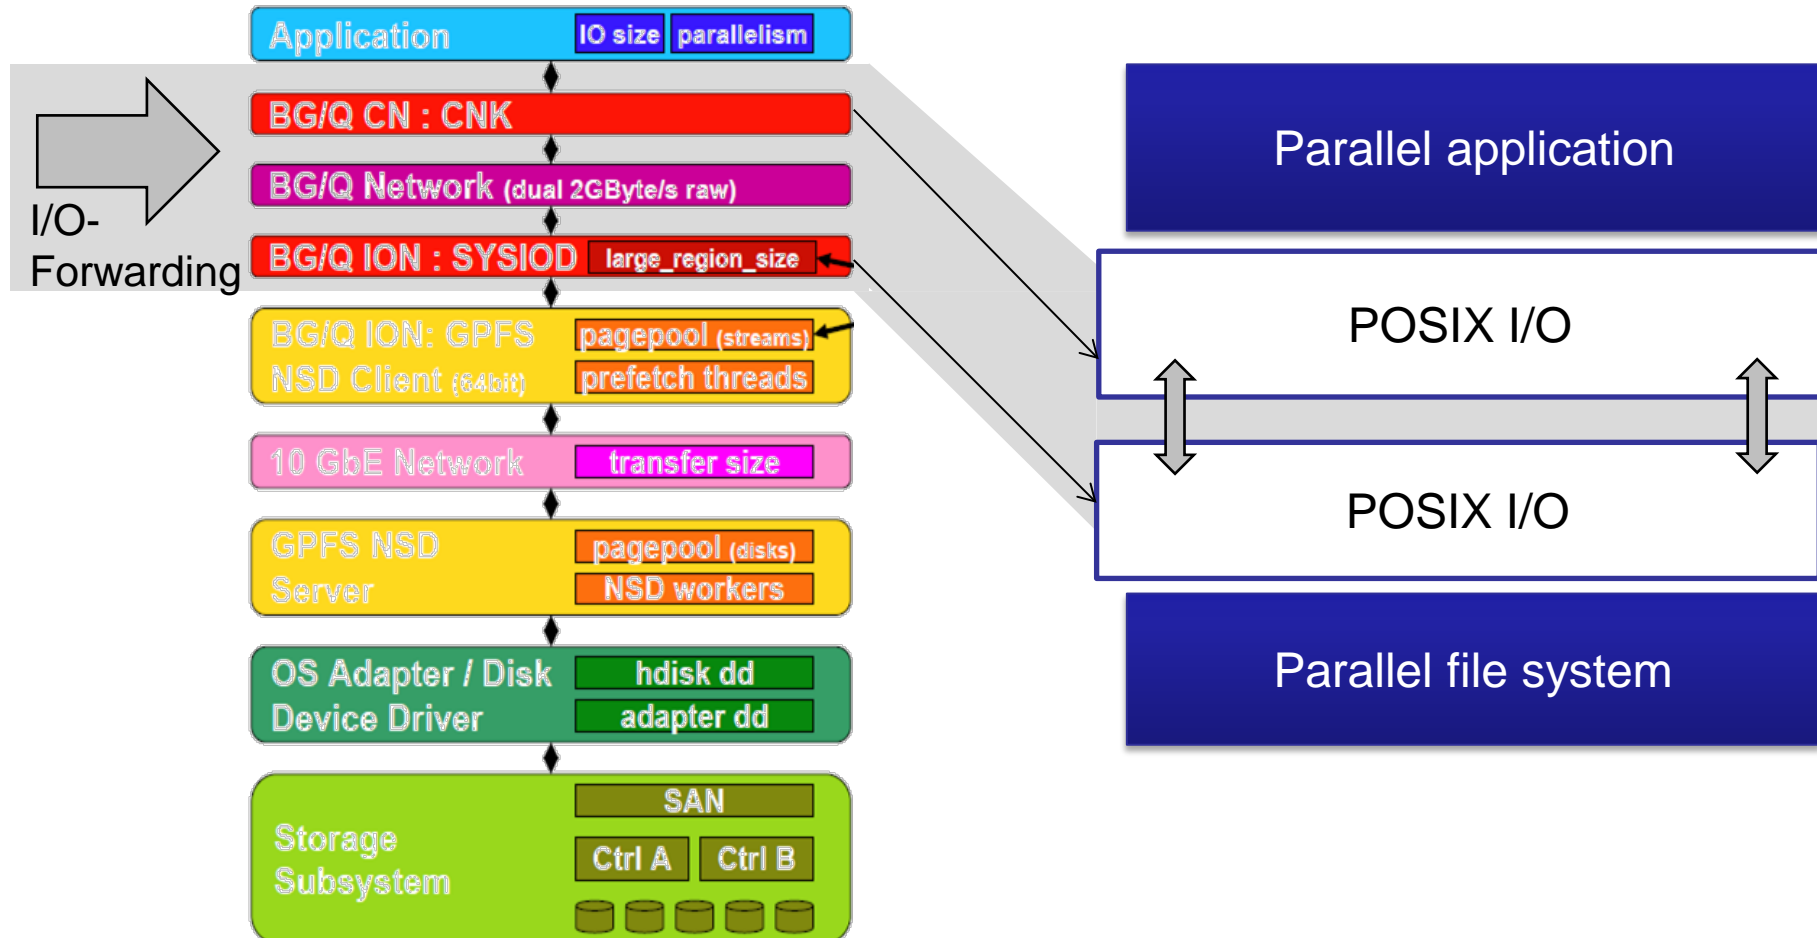 Application IO size parallelism
BG/Q CN : CNK
BG/Q Network (dual 2GByte/s raw)
I/O-
Forwarding
BG/Q ION : SYSIOD large_region_size
BG/Q ION: GPFS pagepool (streams)
NSD Client (64bit) prefetch threads
10 GbE Network transfer size
GPFS NSD pagepool (disks)
Server NSD workers
OS Adapter / Disk hdisk dd
Device Driver adapter dd
SAN
Storage
Subsystem
Ctrl A Ctrl B
Parallel application
POSIX I/O
POSIX I/O
Parallel file system